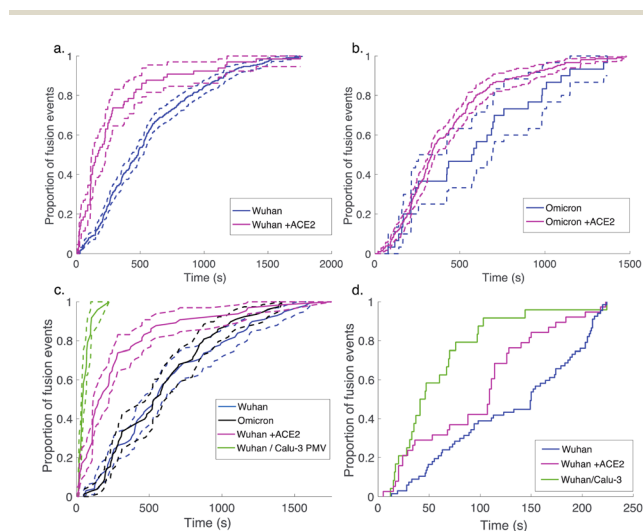 a.
Proportion of fusion events
1
0.8
0.6
0.4
0.2
0
0 500 1000 1500 2000
Time (s)
Wuhan
Wuhan +ACE2
b.
Proportion of fusion events
1
0.8
0.6
0.4
0.2
0
0 500 1000 1500
Time (s)
Omicron
Omicron +ACE2
c.
Proportion of fusion events
1
0.8
0.6
0.4
0.2
0
0 500 1000 1500
Time (s)
Wuhan
Omicron
Wuhan +ACE2
Wuhan / Calu-3 PMV
d.
Proportion of fusion events
1
0.8
0.6
0.4
0.2
0
0 50 100 150 200 250
Time (s)
Wuhan
Wuhan +ACE2
Wuhan/Calu-3